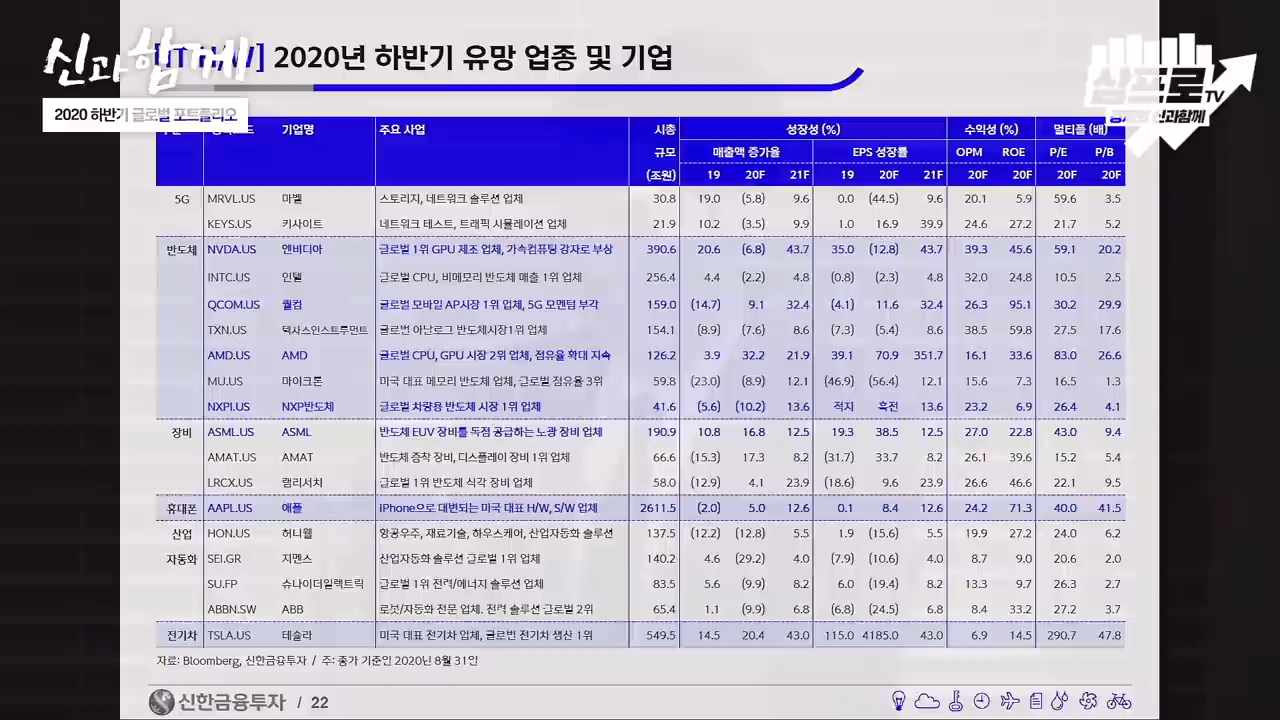 신과함께
2020 하반기 글로벌 포트폴리오
2020년 하반기 유망 업종 및 기업
삼프로TV
신과함께
기업명 주요 사업 시총 규모 (조원) 성장성 (%) 수익성 (%) 멀티플 (배)
매출액 증가율 EPS 성장률 OPM ROE P/E P/B
19 20F 21F 19 20F 21F 20F 20F 20F 20F
5G MRVL.US 마벨 스토리지, 네트워크 솔루션 업체 30.8 19.0 (5.8) 9.6 0.0 (44.5) 9.6 20.1 5.9 59.6 3.5
KEYS.US 키사이트 네트워크 테스트, 트래픽 시뮬레이션 업체 21.9 10.2 (3.5) 9.9 1.0 16.9 39.9 24.6 27.2 21.7 5.2
반도체 NVDA.US 엔비디아 글로벌 1위 GPU 제조 업체, 가속컴퓨팅 강자로 부상 390.6 20.6 (6.8) 43.7 35.0 (12.8) 43.7 39.3 45.6 59.1 20.2
INTC.US 인텔 글로벌 CPU, 비메모리 반도체 매출 1위 업체 256.4 4.4 (2.2) 4.8 (0.8) (2.3) 4.8 32.0 24.8 10.5 2.5
QCOM.US 퀄컴 글로벌 모바일 AP시장 1위 업체, 5G 모멘텀 부각 159.0 (14.7) 9.1 32.4 (4.1) 11.6 32.4 26.3 95.1 30.2 29.9
TXN.US 텍사스인스트루먼트 글로벌 아날로그 반도체시장1위 업체 154.1 (8.9) (7.6) 8.6 (7.3) (5.4) 8.6 38.5 59.8 27.5 17.6
AMD.US AMD 글로벌 CPU, GPU 시장 2위 업체, 점유율 확대 지속 126.2 3.9 32.2 21.9 39.1 70.9 351.7 16.1 33.6 83.0 26.6
MU.US 마이크론 미국 대표 메모리 반도체 업체, 글로벌 점유율 3위 59.8 (23.0) (8.9) 12.1 (46.9) (56.4) 12.1 15.6 7.3 16.5 1.3
NXPI.US NXP반도체 글로벌 차량용 반도체 시장 1위 업체 41.6 (5.6) (10.2) 13.6 적지 흑전 13.6 23.2 6.9 26.4 4.1
장비 ASML.US ASML 반도체 EUV 장비를 독점 공급하는 노광 장비 업체 190.9 10.8 16.8 12.5 19.3 38.5 12.5 27.0 22.8 43.0 9.4
AMAT.US AMAT 반도체 증착 장비, 디스플레이 장비 1위 업체 66.6 (15.3) 17.3 8.2 (31.7) 33.7 8.2 26.1 39.6 15.2 5.4
LRCX.US 램리서치 글로벌 1위 반도체 식각 장비 업체 58.0 (12.9) 4.1 23.9 (18.6) 9.6 23.9 26.6 46.6 22.1 9.5
휴대폰 AAPL.US 애플 iPhone으로 대변되는 미국 대표 H/W, S/W 업체 2611.5 (2.0) 5.0 12.6 0.1 8.4 12.6 24.2 71.3 40.0 41.5
산업 HON.US 허니웰 항공우주, 재료기술, 하우스케어, 산업자동화 솔루션 137.5 (12.2) (12.8) 5.5 1.9 (15.6) 5.5 19.9 27.2 24.0 6.2
자동화 SEI.GR 지멘스 산업자동화 솔루션 글로벌 1위 업체 140.2 4.6 (29.2) 4.0 (7.9) (10.6) 4.0 8.7 9.0 20.6 2.0
SU.FP 슈나이더일렉트릭 글로벌 1위 전력/에너지 솔루션 업체 83.5 5.6 (9.9) 8.2 6.0 (19.4) 8.2 13.3 9.7 26.3 2.7
ABBN.SW ABB 로봇/자동화 전문 업체. 전력 솔루션 글로벌 2위 65.4 1.1 (9.9) 6.8 (6.8) (24.5) 6.8 8.4 33.2 27.2 3.7
전기차 TSLA.US 테슬라 미국 대표 전기차 업체, 글로벌 전기차 생산 1위 549.5 14.5 20.4 43.0 115.0 4185.0 43.0 6.9 14.5 290.7 47.8
자료: Bloomberg, 신한금융투자 / 주: 종가 기준인 2020년 8월 31일
신한금융투자 / 22